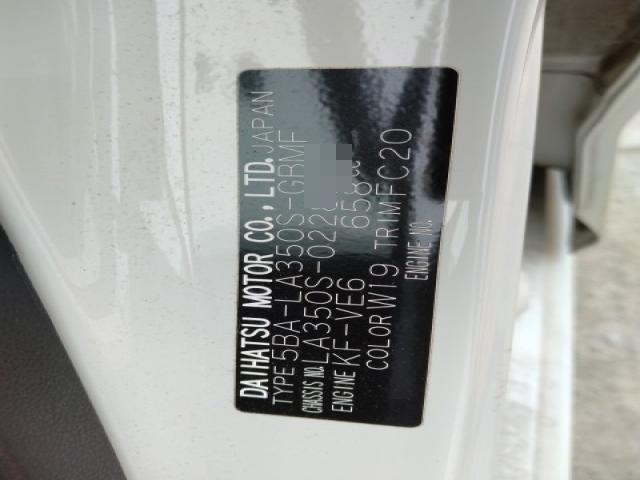 DAIHATSU MOTOR CO., LTD. JAPAN
TYPE 5BA-LA350S-GBMF
CHASSIS NO. LA350S-022
ENGINE KF-VE6 658
COLOR W19 TRIM FC20
ENGINE NO.